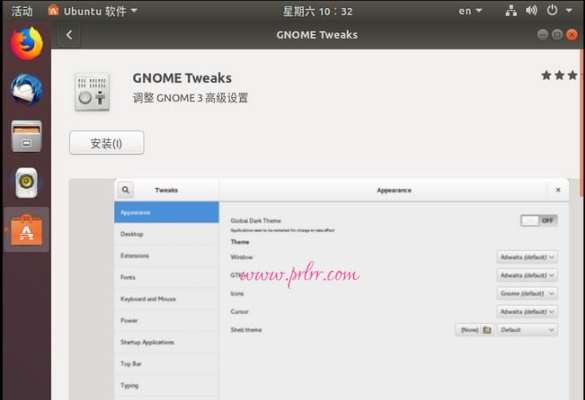 活动 Ubuntu 软件 星期六 10：32 en
GNOME Tweaks
GNOME Tweaks
调整 GNOME 3 高级设置
安装(I)
Tweaks Appearance
Appearance
Global Dark Theme OFF
Applications need to be restarted for change to take effect
Desktop
Theme
Extensions
Window Adwaita (default)
GTK+ Adwaita (default)
www.prlrr.com
Fonts
Icons Gnome (default)
Keyboard and Mouse
Cursor Adwaita (default)
Power
Shell theme (None) Default
Startup Applications
Top Bar
Typing